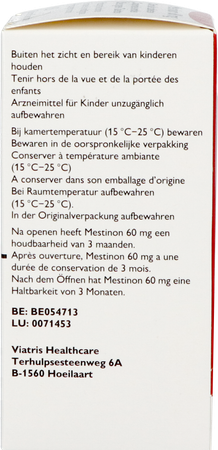 Buiten het zicht en bereik van kinderen
houden
Tenir hors de la vue et de la portée des
enfants
Arzneimittel für Kinder unzugänglich
aufbewahren
Bij kamertemperatuur (15 °C–25 °C) bewaren
Bewaren in de oorspronkelijke verpakking
Conserver à température ambiante
(15 °C–25 °C)
A conserver dans son emballage d'origine
Bei Raumtemperatur aufbewahren
(15 °C–25 °C).
In der Originalverpackung aufbewahren
Na openen heeft Mestinon 60 mg een
houdbaarheid van 3 maanden.
Après ouverture, Mestinon 60 mg a une
durée de conservation de 3 mois.
Nach dem Öffnen hat Mestinon 60 mg eine
Haltbarkeit von 3 Monaten.
BE: BE054713
LU: 0071453
Viatris Healthcare
Terhulpsesteenweg 6A
B-1560 Hoeilaart